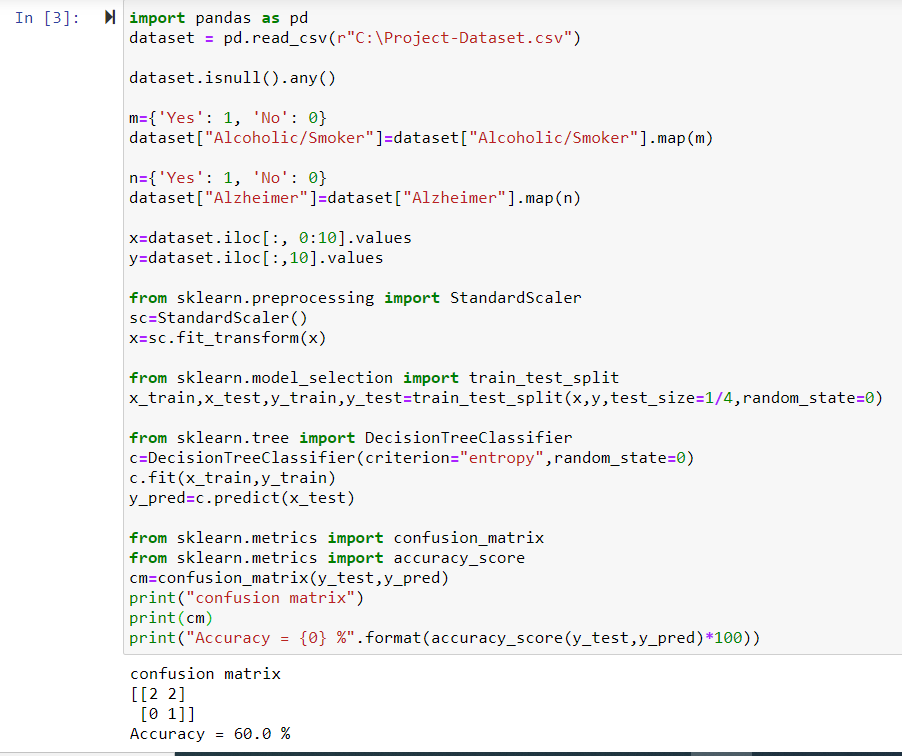 In [3]:
import pandas as pd
dataset = pd.read_csv(r"C:\Project-Dataset.csv")
dataset.isnull().any()
m={'Yes': 1, 'No': 0}
dataset["Alcoholic/Smoker"]=dataset["Alcoholic/Smoker"].map(m)
n={'Yes': 1, 'No': 0}
dataset["Alzheimer"]=dataset["Alzheimer"].map(n)
x=dataset.iloc[:, 0:10].values
y=dataset.iloc[:,10].values
from sklearn.preprocessing import StandardScaler
sc=StandardScaler()
x=sc.fit_transform(x)
from sklearn.model_selection import train_test_split
x_train,x_test,y_train,y_test=train_test_split(x,y,test_size=1/4,random_state=0)
from sklearn.tree import DecisionTreeClassifier
c=DecisionTreeClassifier(criterion="entropy",random_state=0)
c.fit(x_train,y_train)
y_pred=c.predict(x_test)
from sklearn.metrics import confusion_matrix
from sklearn.metrics import accuracy_score
cm=confusion_matrix(y_test,y_pred)
print("confusion matrix")
print(cm)
print("Accuracy = {0} %".format(accuracy_score(y_test,y_pred)*100))
confusion matrix
[[2 2]
 [0 1]]
Accuracy = 60.0 %